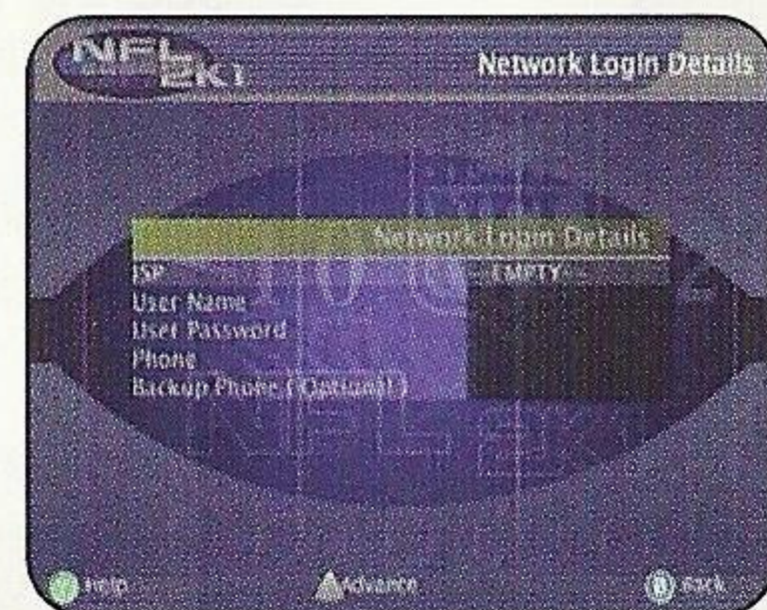 NFL 2K1
Network Login Details
Network Login Details
ISP EMPTY
User Name
User Password
Phone
Backup Phone ( Optional )
Y Help
Advance
B Back